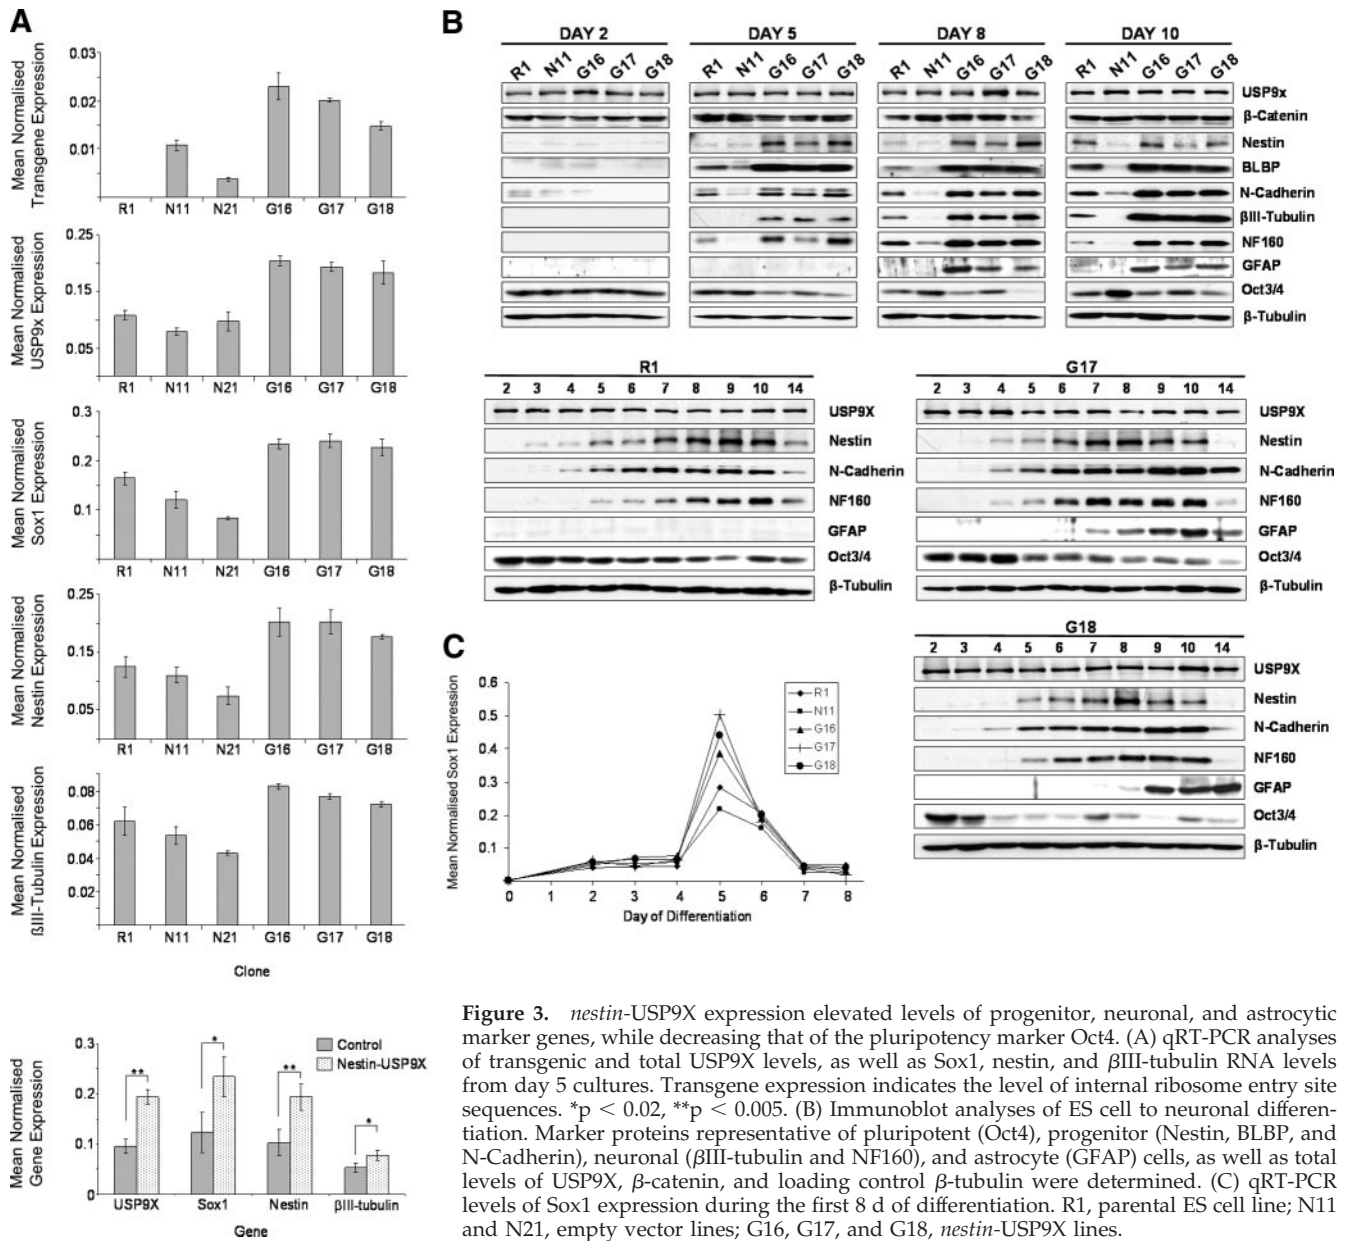 A
Mean Normalised
Transgene Expression
0.03
0.02
0.01
R1 N11 N21 G16 G17 G18
Mean Normalised
USP9x Expression
0.25
0.15
0.05
R1 N11 N21 G16 G17 G18
Mean Normalised
Sox1 Expression
0.3
0.2
0.1
R1 N11 N21 G16 G17 G18
Mean Normalised
Nestin Expression
0.25
0.15
0.05
R1 N11 N21 G16 G17 G18
Mean Normalised
ßIII-Tubulin Expression
0.08
0.06
0.04
0.02
R1 N11 N21 G16 G17 G18
Clone
Mean Normalised
Gene Expression
0.3
0.2
0.1
0
** * ** *
Control
Nestin-USP9X
USP9X Sox1 Nestin βIII-tubulin
Gene
B
DAY 2 DAY 5 DAY 8 DAY 10
R1 N11 G16 G17 G18 R1 N11 G16 G17 G18 R1 N11 G16 G17 G18 R1 N11 G16 G17 G18
USP9x
β-Catenin
Nestin
BLBP
N-Cadherin
βIII-Tubulin
NF160
GFAP
Oct3/4
β-Tubulin
R1
2 3 4 5 6 7 8 9 10 14
USP9X
Nestin
N-Cadherin
NF160
GFAP
Oct3/4
β-Tubulin
G17
2 3 4 5 6 7 8 9 10 14
USP9X
Nestin
N-Cadherin
NF160
GFAP
Oct3/4
β-Tubulin
G18
2 3 4 5 6 7 8 9 10 14
USP9X
Nestin
N-Cadherin
NF160
GFAP
Oct3/4
β-Tubulin
C
Mean Normalised Sox1 Expression
0.6
0.5
0.4
0.3
0.2
0.1
R1
N11
G16
G17
G18
0 1 2 3 4 5 6 7 8
Day of Differentiation
Figure 3. nestin-USP9X expression elevated levels of progenitor, neuronal, and astrocytic
marker genes, while decreasing that of the pluripotency marker Oct4. (A) qRT-PCR analyses
of transgenic and total USP9X levels, as well as Sox1, nestin, and βIII-tubulin RNA levels
from day 5 cultures. Transgene expression indicates the level of internal ribosome entry site
sequences. *p < 0.02, **p < 0.005. (B) Immunoblot analyses of ES cell to neuronal differen-
tiation. Marker proteins representative of pluripotent (Oct4), progenitor (Nestin, BLBP, and
N-Cadherin), neuronal (βIII-tubulin and NF160), and astrocyte (GFAP) cells, as well as total
levels of USP9X, β-catenin, and loading control β-tubulin were determined. (C) qRT-PCR
levels of Sox1 expression during the first 8 d of differentiation. R1, parental ES cell line; N11
and N21, empty vector lines; G16, G17, and G18, nestin-USP9X lines.